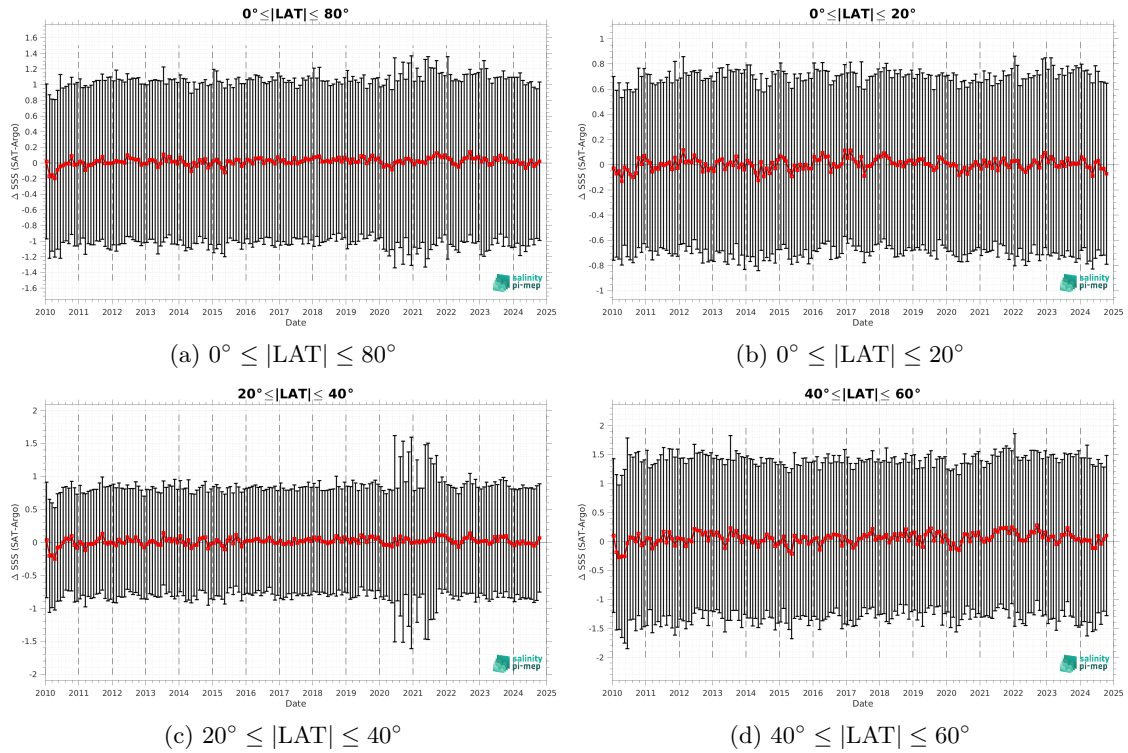 0°≤|LAT|≤ 80°
1.6
1.4
1.2
1
0.8
0.6
0.4
0.2
0
-0.2
-0.4
-0.6
-0.8
-1
-1.2
-1.4
-1.6
Δ SSS (SAT-Argo)
salinity
pi-mep
2010 2011 2012 2013 2014 2015 2016 2017 2018 2019 2020 2021 2022 2023 2024 2025
Date
(a) 0° ≤ |LAT| ≤ 80°
0°≤|LAT|≤ 20°
1
0.8
0.6
0.4
0.2
0
-0.2
-0.4
-0.6
-0.8
-1
Δ SSS (SAT-Argo)
salinity
pi-mep
2010 2011 2012 2013 2014 2015 2016 2017 2018 2019 2020 2021 2022 2023 2024 2025
Date
(b) 0° ≤ |LAT| ≤ 20°
20°≤|LAT|≤ 40°
2
1.5
1
0.5
0
-0.5
-1
-1.5
-2
Δ SSS (SAT-Argo)
salinity
pi-mep
2010 2011 2012 2013 2014 2015 2016 2017 2018 2019 2020 2021 2022 2023 2024 2025
Date
(c) 20° ≤ |LAT| ≤ 40°
40°≤|LAT|≤ 60°
2
1.5
1
0.5
0
-0.5
-1
-1.5
-2
Δ SSS (SAT-Argo)
salinity
pi-mep
2010 2011 2012 2013 2014 2015 2016 2017 2018 2019 2020 2021 2022 2023 2024 2025
Date
(d) 40° ≤ |LAT| ≤ 60°